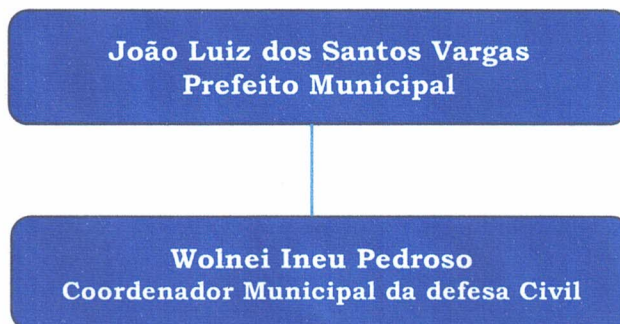 João Luiz dos Santos Vargas
Prefeito Municipal
Wolnei Ineu Pedroso
Coordenador Municipal da defesa Civil